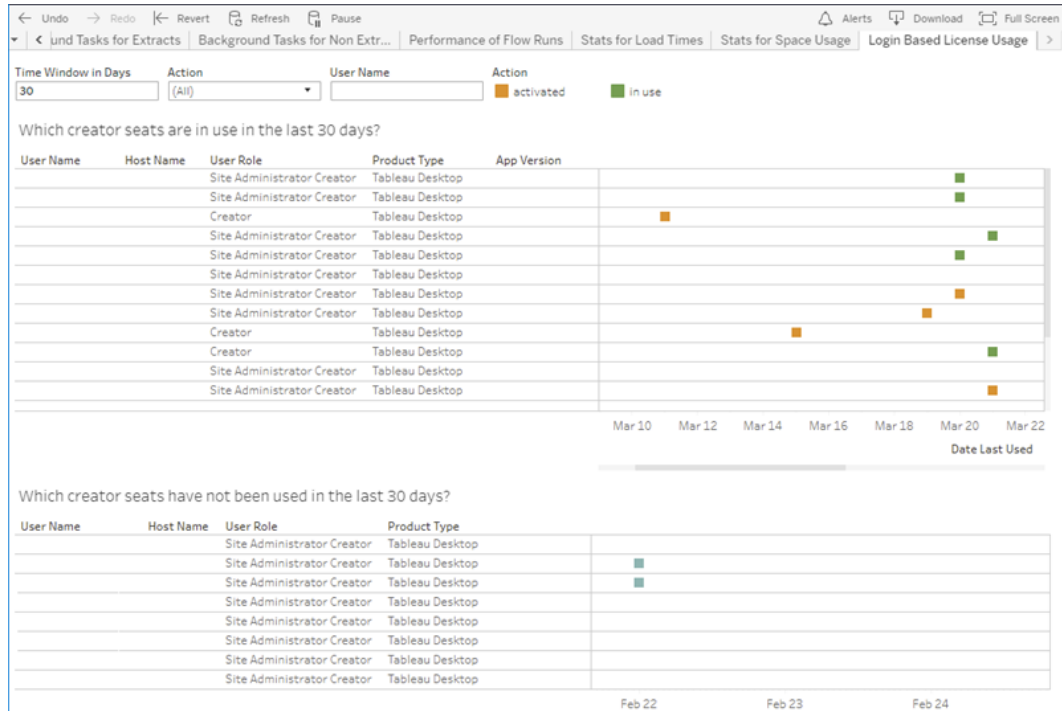 Undo Redo Revert Refresh Pause Alerts Download Full Screen
und Tasks for Extracts Background Tasks for Non Extr... Performance of Flow Runs Stats for Load Times Stats for Space Usage Login Based License Usage
Time Window in Days Action User Name Action
30 (All) activated in use
Which creator seats are in use in the last 30 days?
User Name Host Name User Role Product Type App Version
Site Administrator Creator Tableau Desktop
Site Administrator Creator Tableau Desktop
Creator Tableau Desktop
Site Administrator Creator Tableau Desktop
Site Administrator Creator Tableau Desktop
Site Administrator Creator Tableau Desktop
Site Administrator Creator Tableau Desktop
Site Administrator Creator Tableau Desktop
Creator Tableau Desktop
Creator Tableau Desktop
Site Administrator Creator Tableau Desktop
Site Administrator Creator Tableau Desktop
Mar 10 Mar 12 Mar 14 Mar 16 Mar 18 Mar 20 Mar 22
Date Last Used
Which creator seats have not been used in the last 30 days?
User Name Host Name User Role Product Type
Site Administrator Creator Tableau Desktop
Site Administrator Creator Tableau Desktop
Site Administrator Creator Tableau Desktop
Site Administrator Creator Tableau Desktop
Site Administrator Creator Tableau Desktop
Site Administrator Creator Tableau Desktop
Site Administrator Creator Tableau Desktop
Site Administrator Creator Tableau Desktop
Feb 22 Feb 23 Feb 24